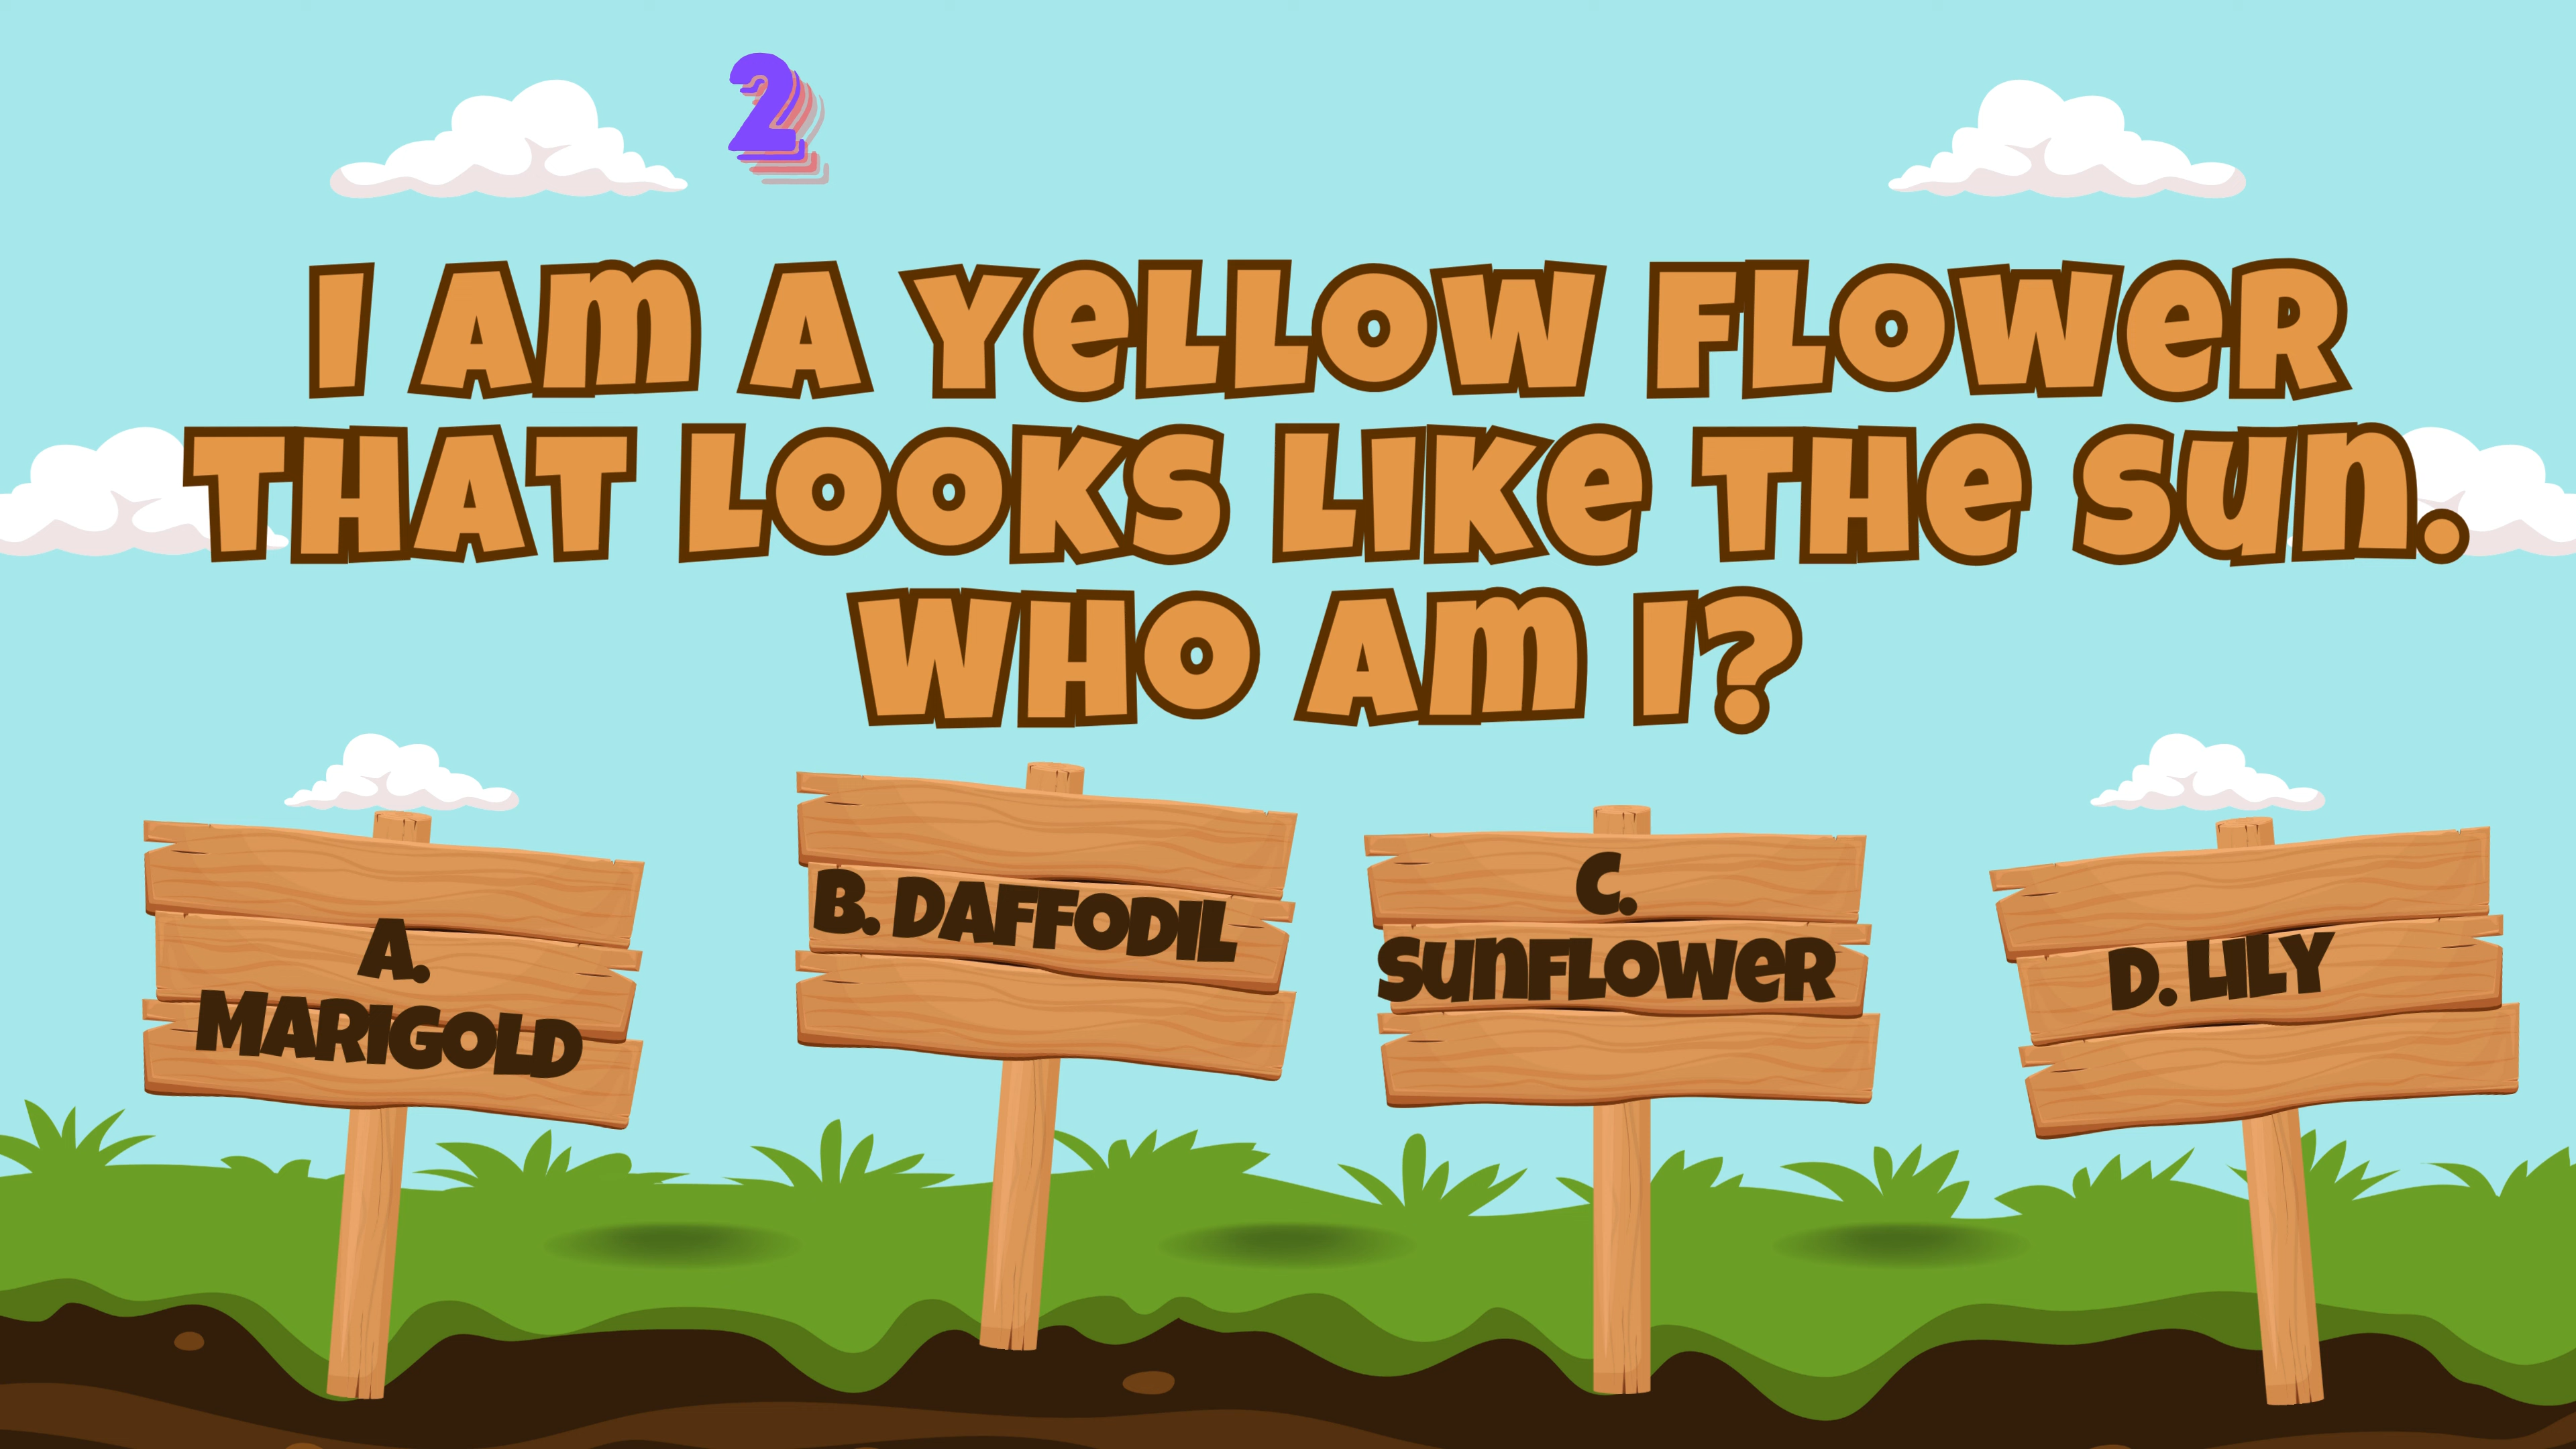 2
I AM A YELLOW FLOWER
THAT LOOKS LIKE THE SUN.
WHO AM I?
A.
MARIGOLD
B. DAFFODIL
C.
SUNFLOWER
D. LILY